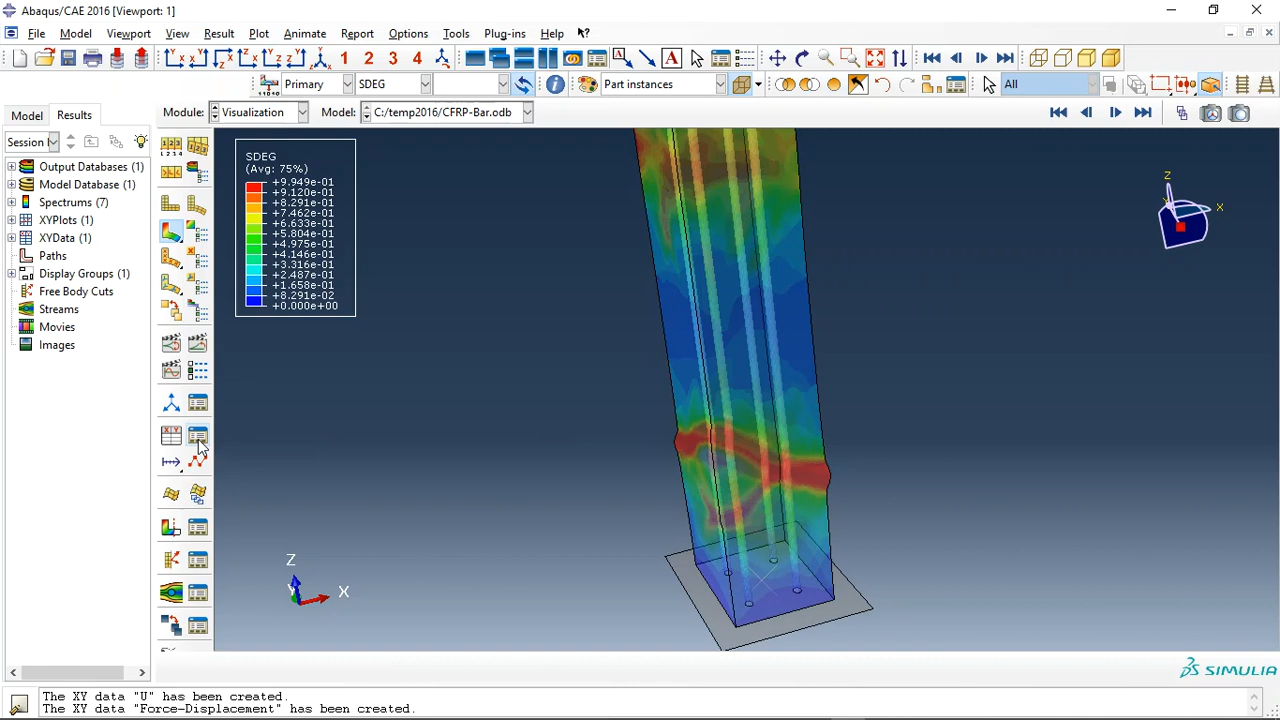 Abaqus/CAE 2016 [Viewport: 1]
File Model Viewport View Result Plot Animate Report Options Tools Plug-ins Help
1 2 3 4 A
Primary SDEG Part instances All
Model Results Module: Visualization Model: C:/temp2016/CFRP-Bar.odb
Session
Output Databases (1)
Model Database (1)
Spectrums (7)
XYPlots (1)
XYData (1)
Paths
Display Groups (1)
Free Body Cuts
Streams
Movies
Images
SDEG
(Avg: 75%)
+9.949e-01
+9.120e-01
+8.291e-01
+7.462e-01
+6.633e-01
+5.804e-01
+4.975e-01
+4.146e-01
+3.316e-01
+2.487e-01
+1.658e-01
+8.291e-02
+0.000e+00
Z
Y X
Z
Y X
SIMULIA
The XY data "U" has been created.
The XY data "Force-Displacement" has been created.